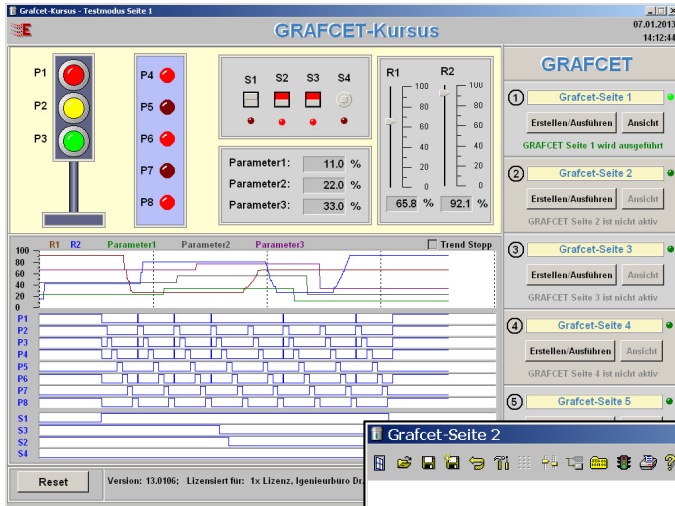 Grafcet-Kursus - Testmodus Seite 1
GRAFCET-Kursus
07.01.2013
14:12:44
P1
P2
P3
P4
P5
P6
P7
P8
S1 S2 S3 S4
Parameter1: 11.0 %
Parameter2: 22.0 %
Parameter3: 33.0 %
R1 R2
100 100
80 80
60 60
40 40
20 20
0 0
65.8 % 92.1 %
GRAFCET
1 Grafcet-Seite 1
Erstellen/Ausführen Ansicht
GRAFCET Seite 1 wird ausgeführt
2 Grafcet-Seite 2
Erstellen/Ausführen Ansicht
GRAFCET Seite 2 ist nicht aktiv
3 Grafcet-Seite 3
Erstellen/Ausführen Ansicht
GRAFCET Seite 3 ist nicht aktiv
4 Grafcet-Seite 4
Erstellen/Ausführen Ansicht
GRAFCET Seite 4 ist nicht aktiv
5 Grafcet-Seite 5
R1 R2 Parameter1 Parameter2 Parameter3 Trend Stopp
100
80
60
40
20
0
P1
P2
P3
P4
P5
P6
P7
P8
S1
S3
S2
S4
Reset
Version: 13.0106; Lizensiert für: 1x Lizenz, Igenieurbüro Dr.
Grafcet-Seite 2